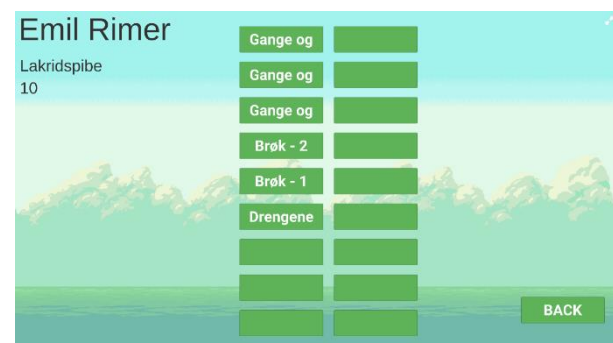 Emil Rimer
Lakridspibe
10
Gange og
Gange og
Gange og
Brøk - 2
Brøk - 1
Drengene
BACK